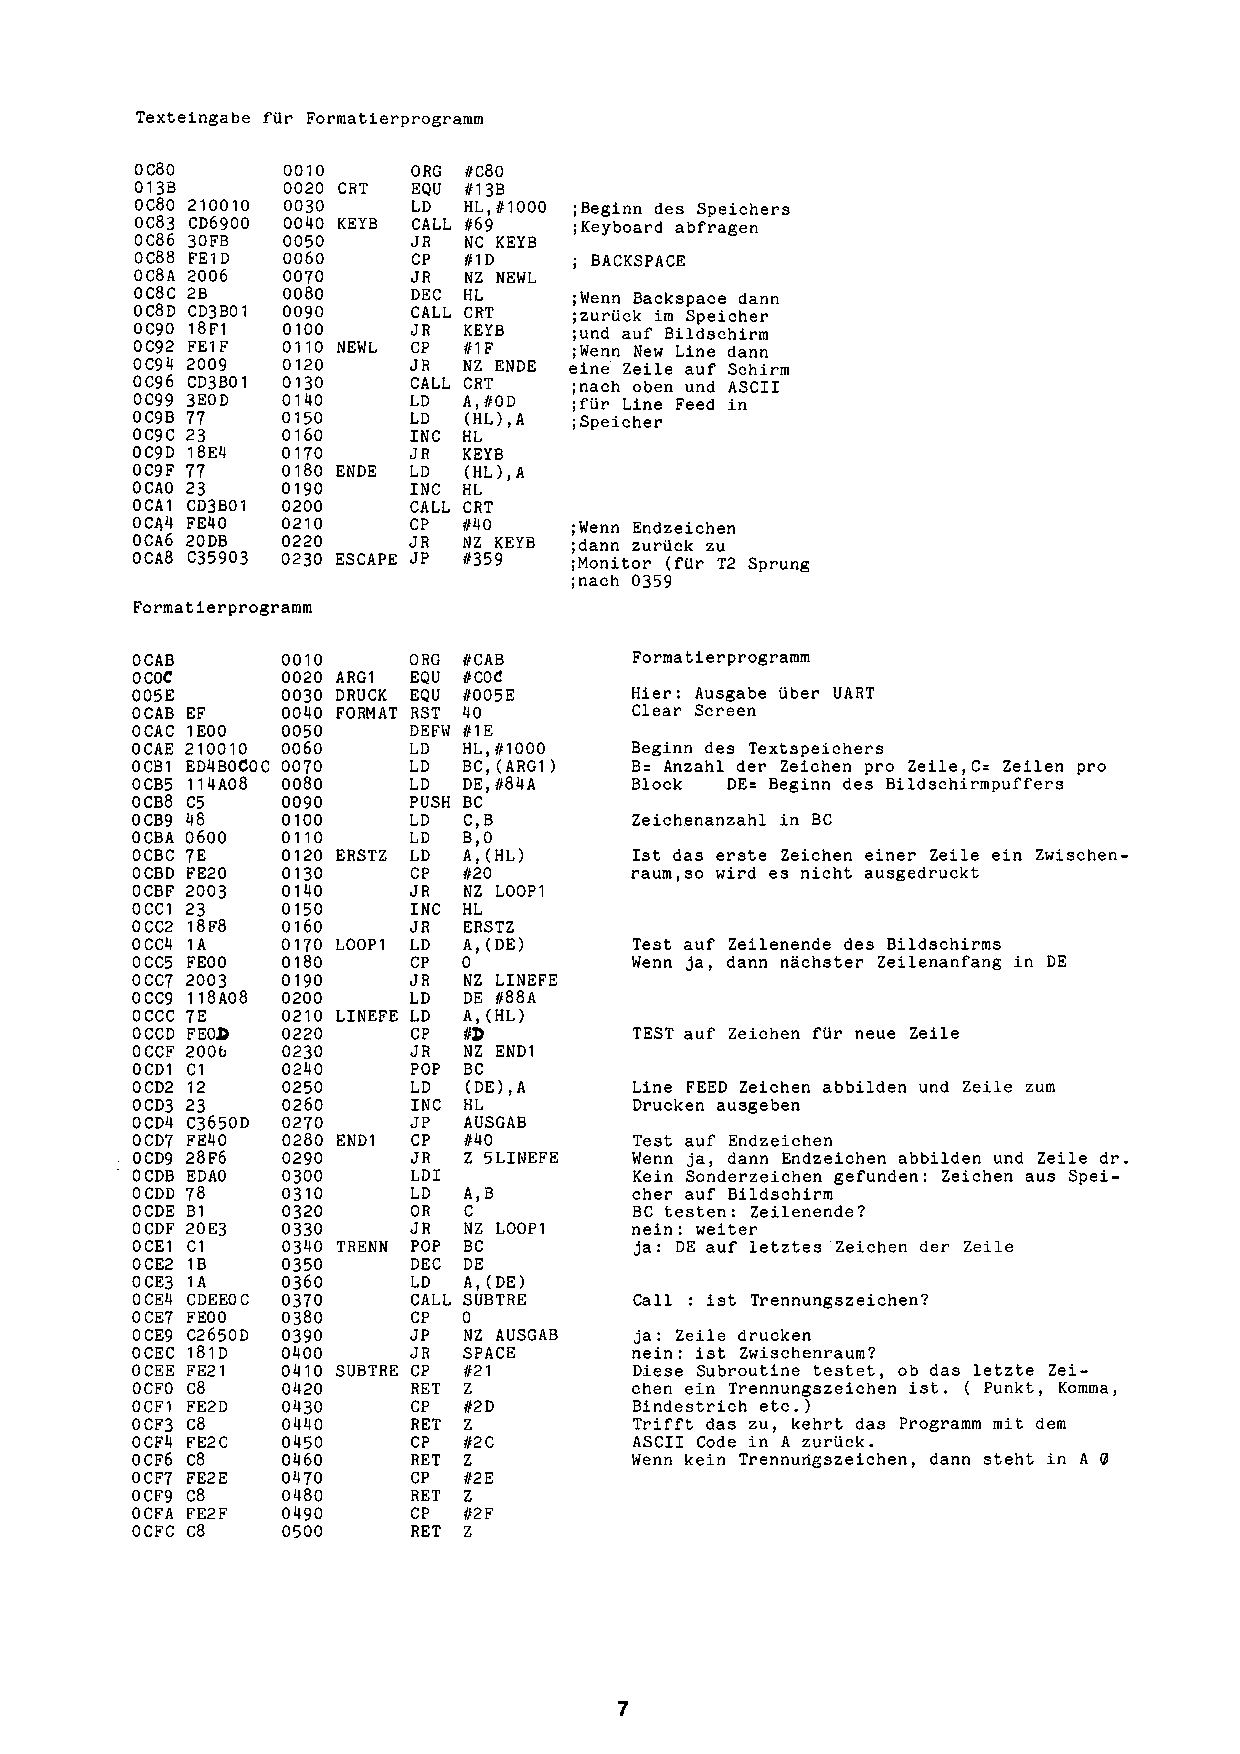 Texteingabe für Formatierprogramm
0C80 0010 ORG #C80
013B 0020 CRT EQU #13B
0C80 210010 0030 LD HL,#1000 ;Beginn des Speichers
0C83 CD6900 0040 KEYB CALL #69 ;Keyboard abfragen
0C86 30FB 0050 JR NC KEYB
0C88 FE1D 0060 CP #1D ; BACKSPACE
0C8A 2006 0070 JR NZ NEWL
0C8C 2B 0080 DEC HL ;Wenn Backspace dann
0C8D CD3B01 0090 CALL CRT ;zurück im Speicher
0C90 18F1 0100 JR KEYB ;und auf Bildschirm
0C92 FE1F 0110 NEWL CP #1F ;Wenn New Line dann
0C94 2009 0120 JR NZ ENDE eine Zeile auf Schirm
0C96 CD3B01 0130 CALL CRT ;nach oben und ASCII
0C99 3E0D 0140 LD A,#0D ;für Line Feed in
0C9B 77 0150 LD (HL),A ;Speicher
0C9C 23 0160 INC HL
0C9D 18E4 0170 JR KEYB
0C9F 77 0180 ENDE LD (HL),A
0CA0 23 0190 INC HL
0CA1 CD3B01 0200 CALL CRT
0CA4 FE40 0210 CP #40 ;Wenn Endzeichen
0CA6 20DB 0220 JR NZ KEYB ;dann zurück zu
0CA8 C35903 0230 ESCAPE JP #359 ;Monitor (für T2 Sprung
;nach 0359
Formatierprogramm
0CAB 0010 ORG #CAB Formatierprogramm
0C0C 0020 ARG1 EQU #C0C
005E 0030 DRUCK EQU #005E Hier: Ausgabe über UART
0CAB EF 0040 FORMAT RST 40 Clear Screen
0CAC 1E00 0050 DEFW #1E
0CAE 210010 0060 LD HL,#1000 Beginn des Textspeichers
0CB1 ED4B0C0C 0070 LD BC,(ARG1) B= Anzahl der Zeichen pro Zeile,C= Zeilen pro
0CB5 114A08 0080 LD DE,#84A Block DE= Beginn des Bildschirmpuffers
0CB8 C5 0090 PUSH BC
0CB9 48 0100 LD C,B Zeichenanzahl in BC
0CBA 0600 0110 LD B,0
0CBC 7E 0120 ERSTZ LD A,(HL) Ist das erste Zeichen einer Zeile ein Zwischen-
0CBD FE20 0130 CP #20 raum,so wird es nicht ausgedruckt
0CBF 2003 0140 JR NZ LOOP1
0CC1 23 0150 INC HL
0CC2 18F8 0160 JR ERSTZ
0CC4 1A 0170 LOOP1 LD A,(DE) Test auf Zeilenende des Bildschirms
0CC5 FE00 0180 CP 0 Wenn ja, dann nächster Zeilenanfang in DE
0CC7 2003 0190 JR NZ LINEFE
0CC9 118A08 0200 LD DE #88A
0CCC 7E 0210 LINEFE LD A,(HL)
0CCD FE0D 0220 CP #D TEST auf Zeichen für neue Zeile
0CCF 2006 0230 JR NZ END1
0CD1 C1 0240 POP BC
0CD2 12 0250 LD (DE),A Line FEED Zeichen abbilden und Zeile zum
0CD3 23 0260 INC HL Drucken ausgeben
0CD4 C3650D 0270 JP AUSGAB
0CD7 FE40 0280 END1 CP #40 Test auf Endzeichen
0CD9 28F6 0290 JR Z 5LINEFE Wenn ja, dann Endzeichen abbilden und Zeile dr.
0CDB EDA0 0300 LDI Kein Sonderzeichen gefunden: Zeichen aus Spei-
0CDD 78 0310 LD A,B cher auf Bildschirm
0CDE B1 0320 OR C BC testen: Zeilenende?
0CDF 20E3 0330 JR NZ LOOP1 nein: weiter
0CE1 C1 0340 TRENN POP BC ja: DE auf letztes Zeichen der Zeile
0CE2 1B 0350 DEC DE
0CE3 1A 0360 LD A,(DE)
0CE4 CDEE0C 0370 CALL SUBTRE Call : ist Trennungszeichen?
0CE7 FE00 0380 CP 0
0CE9 C2650D 0390 JP NZ AUSGAB ja: Zeile drucken
0CEC 181D 0400 JR SPACE nein: ist Zwischenraum?
0CEE FE21 0410 SUBTRE CP #21 Diese Subroutine testet, ob das letzte Zei-
0CF0 C8 0420 RET Z chen ein Trennungszeichen ist. ( Punkt, Komma,
0CF1 FE2D 0430 CP #2D Bindestrich etc.)
0CF3 C8 0440 RET Z Trifft das zu, kehrt das Programm mit dem
0CF4 FE2C 0450 CP #2C ASCII Code in A zurück.
0CF6 C8 0460 RET Z Wenn kein Trennungszeichen, dann steht in A Ø
0CF7 FE2E 0470 CP #2E
0CF9 C8 0480 RET Z
0CFA FE2F 0490 CP #2F
0CFC C8 0500 RET Z
7